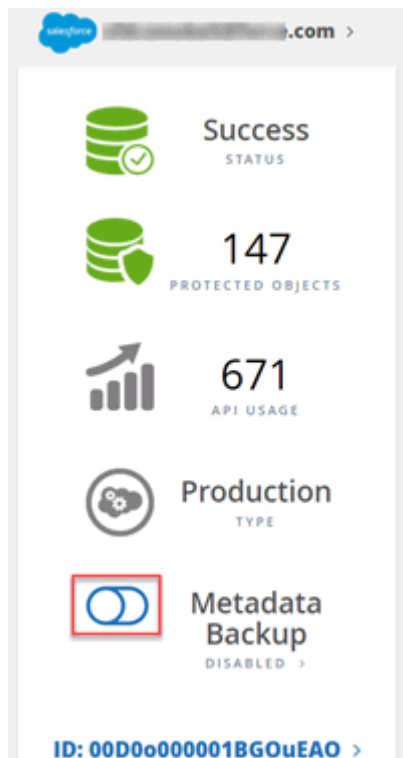 salesforce .com >
Success
STATUS
147
PROTECTED OBJECTS
671
API USAGE
Production
TYPE
Metadata
Backup
DISABLED >
ID: 00D0o000001BGOuEAO >